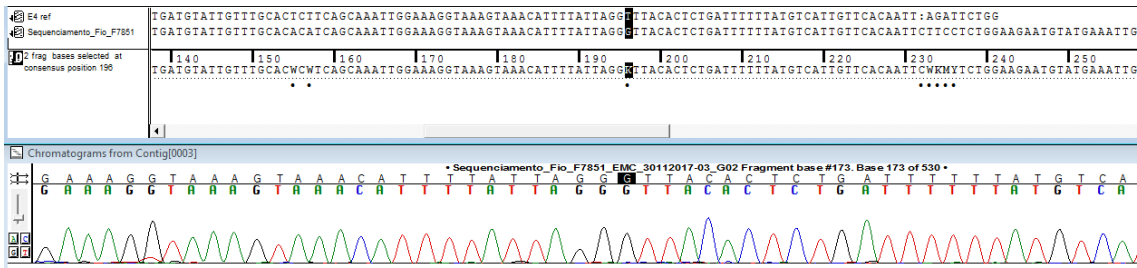 E4 ref TGATGTATTGTTTGCACTCTTCAGCAAATTGGAAAGGTAAAGTAAACATTTTATTAGGTTTACACTCTGATTTTTTATGTCATTGTTCACAATT:AGATTCTGG
Sequenciamento_Fio_F7851 TGATGTATTGTTTGCACACATCAGCAAATTGGAAAGGTAAAGTAAACATTTTATTAGGGTTACACTCTGATTTTTTATGTCATTGTTCACAATTCTTCCTCTGGAAGAATGTATGAAATTG
2 frag bases selected at
consensus position 196
140 150 160 170 180 190 200 210 220 230 240 250
TGATGTATTGTTTGCACWCWTCAGCAAATTGGAAAGGTAAAGTAAACATTTTATTAGGKTTACACTCTGATTTTTTATGTCATTGTTCACAATTCWKMYTCTGGAAGAATGTATGAAATTG
Chromatograms from Contig[0003]
• Sequenciamento_Fio_F7851_EMC_30112017-03_G02 Fragment base #173. Base 173 of 530 •
G A A A G G T A A A G T A A A C A T T T T A T T A G G G T T A C A C T C T G A T T T T T T A T G T C A
G A A A G G T A A A G T A A A C A T T T T A T T A G G G T T A C A C T C T G A T T T T T T A T G T C A
A C
G T